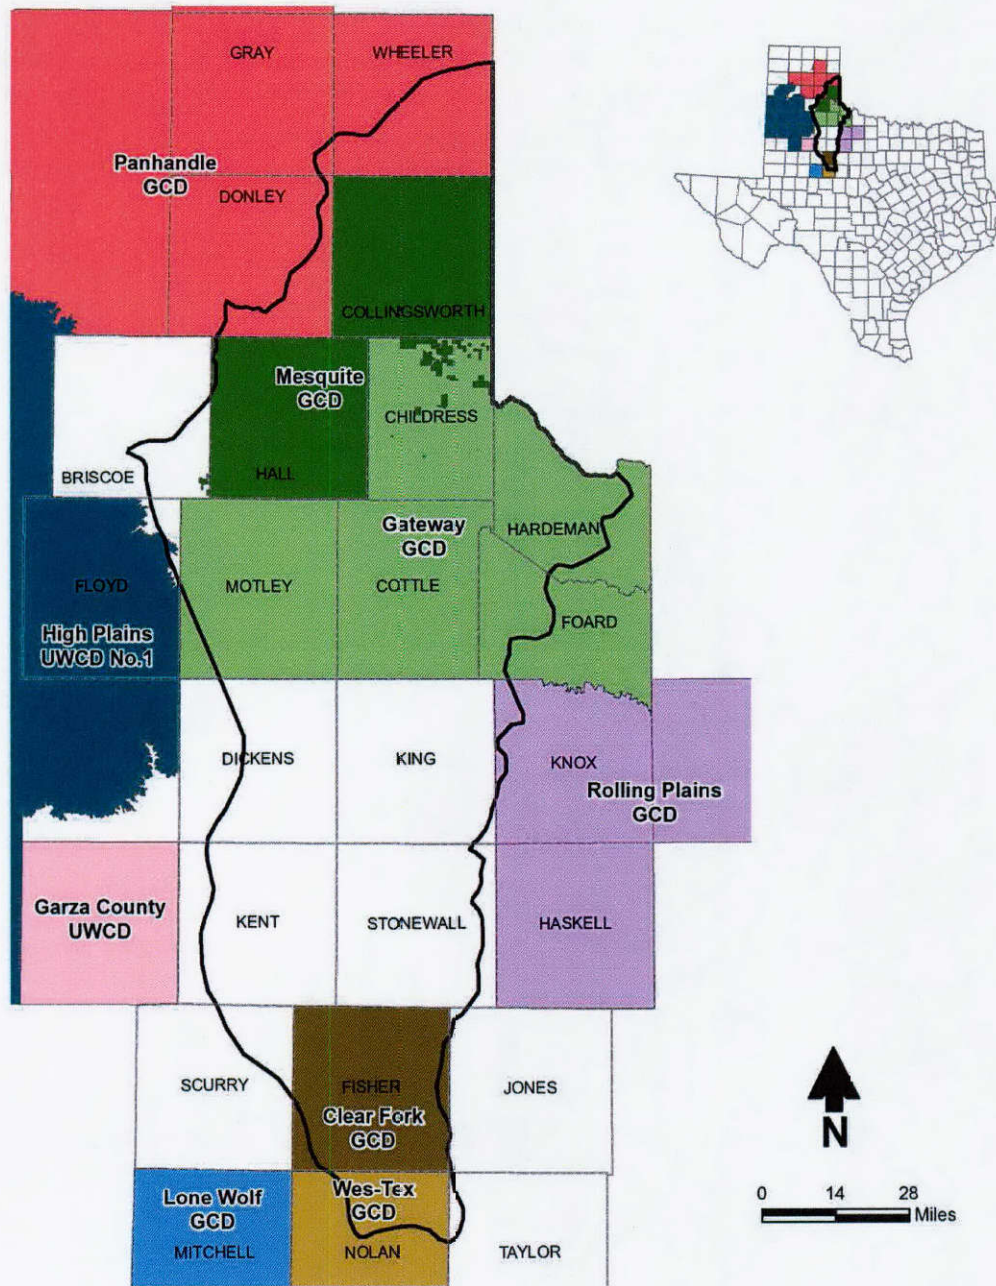 GRAY
WHEELER
Panhandle
GCD
DONLEY
COLLINGSWORTH
Mesquite
GCD
CHILDRESS
BRISCOE
HALL
Gateway
GCD
HARDEMAN
FLOYD
MOTLEY
COTTLE
FOARD
High Plains
UWCD No.1
DICKENS
KING
KNOX
Rolling Plains
GCD
Garza County
UWCD
KENT
STONEWALL
HASKELL
SCURRY
FISHER
JONES
Clear Fork
GCD
N
Lone Wolf
GCD
Wes-Tex
GCD
0 14 28
Miles
MITCHELL
NOLAN
TAYLOR